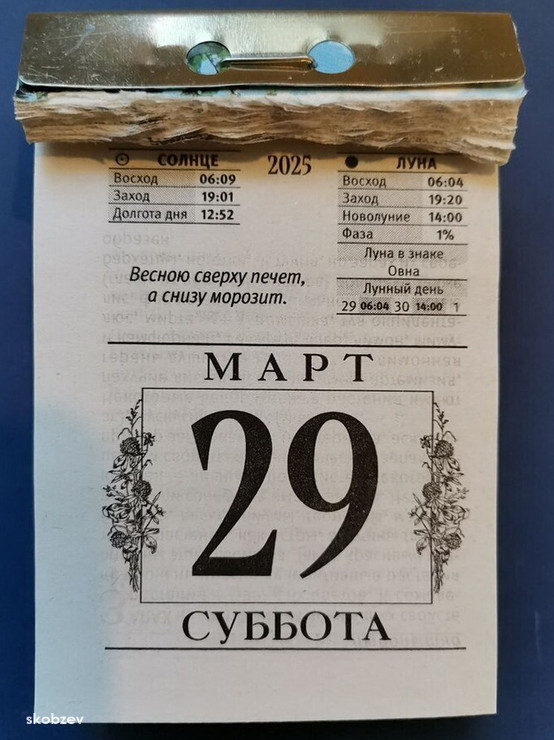 СОЛНЦЕ
Восход 06:09
Заход 19:01
Долгота дня 12:52
2025
ЛУНА
Восход 06:04
Заход 19:20
Новолуние 14:00
Фаза 1%
Луна в знаке
Овна
Лунный день
29 06:04 30 14:00 1
Весною сверху печет,
а снизу морозит.
МАРТ
29
СУББОТА
skobzev